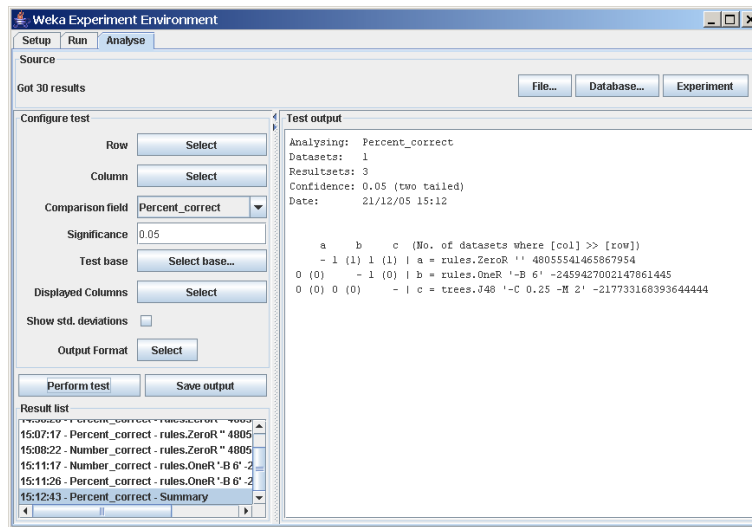 Weka Experiment Environment
Setup Run Analyse
Source
Got 30 results
File... Database... Experiment
Configure test
Row Select
Column Select
Comparison field Percent_correct
Significance 0.05
Test base Select base...
Displayed Columns Select
Show std. deviations
Output Format Select
Perform test Save output
Result list
15:07:17 - Percent_correct - rules.ZeroR '' 4805
15:08:22 - Number_correct - rules.ZeroR '' 4805
15:11:17 - Number_correct - rules.OneR '-B 6' -2
15:11:26 - Percent_correct - rules.OneR '-B 6' -2
15:12:43 - Percent_correct - Summary
Test output
Analysing: Percent_correct
Datasets: 1
Resultsets: 3
Confidence: 0.05 (two tailed)
Date: 21/12/05 15:12
a b c (No. of datasets where [col] >> [row])
- 1 (1) 1 (1) | a = rules.ZeroR '' 48055541465867954
0 (0) - 1 (0) | b = rules.OneR '-B 6' -2459427002147861445
0 (0) 0 (0) - | c = trees.J48 '-C 0.25 -M 2' -217733168393644444